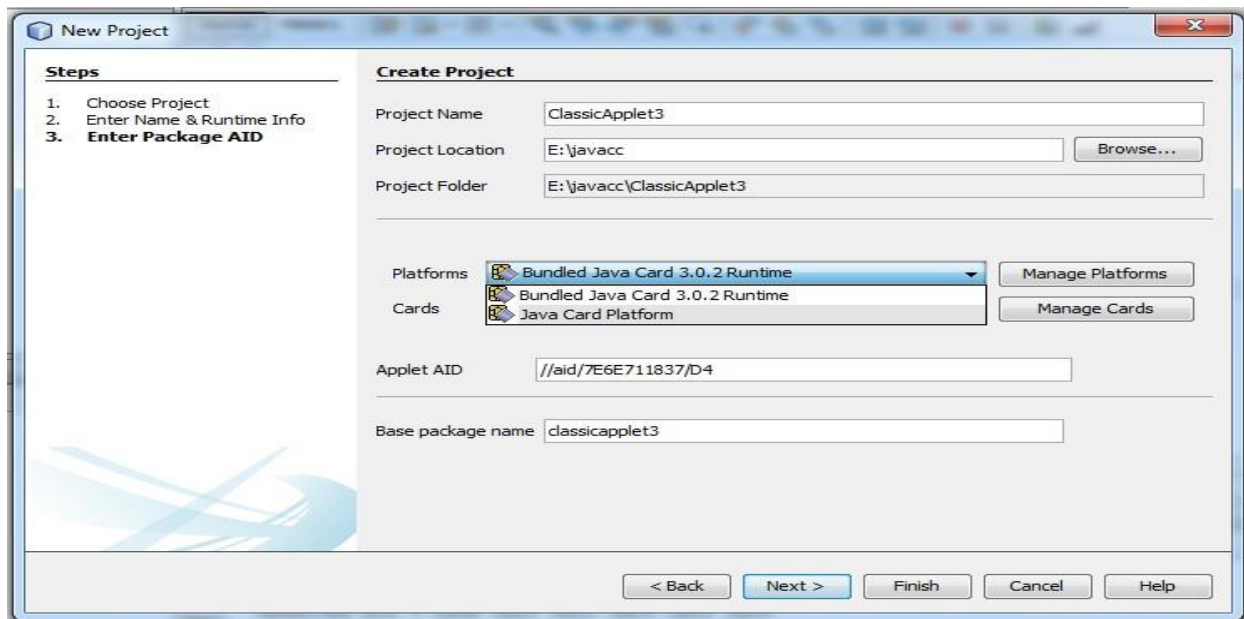 New Project
Steps
1. Choose Project
2. Enter Name & Runtime Info
3. Enter Package AID
Create Project
Project Name ClassicApplet3
Project Location E:\javacc Browse...
Project Folder E:\javacc\ClassicApplet3
Platforms Bundled Java Card 3.0.2 Runtime Manage Platforms
Bundled Java Card 3.0.2 Runtime
Cards Java Card Platform Manage Cards
Applet AID //aid/7E6E711837/D4
Base package name classicapplet3
< Back Next > Finish Cancel Help